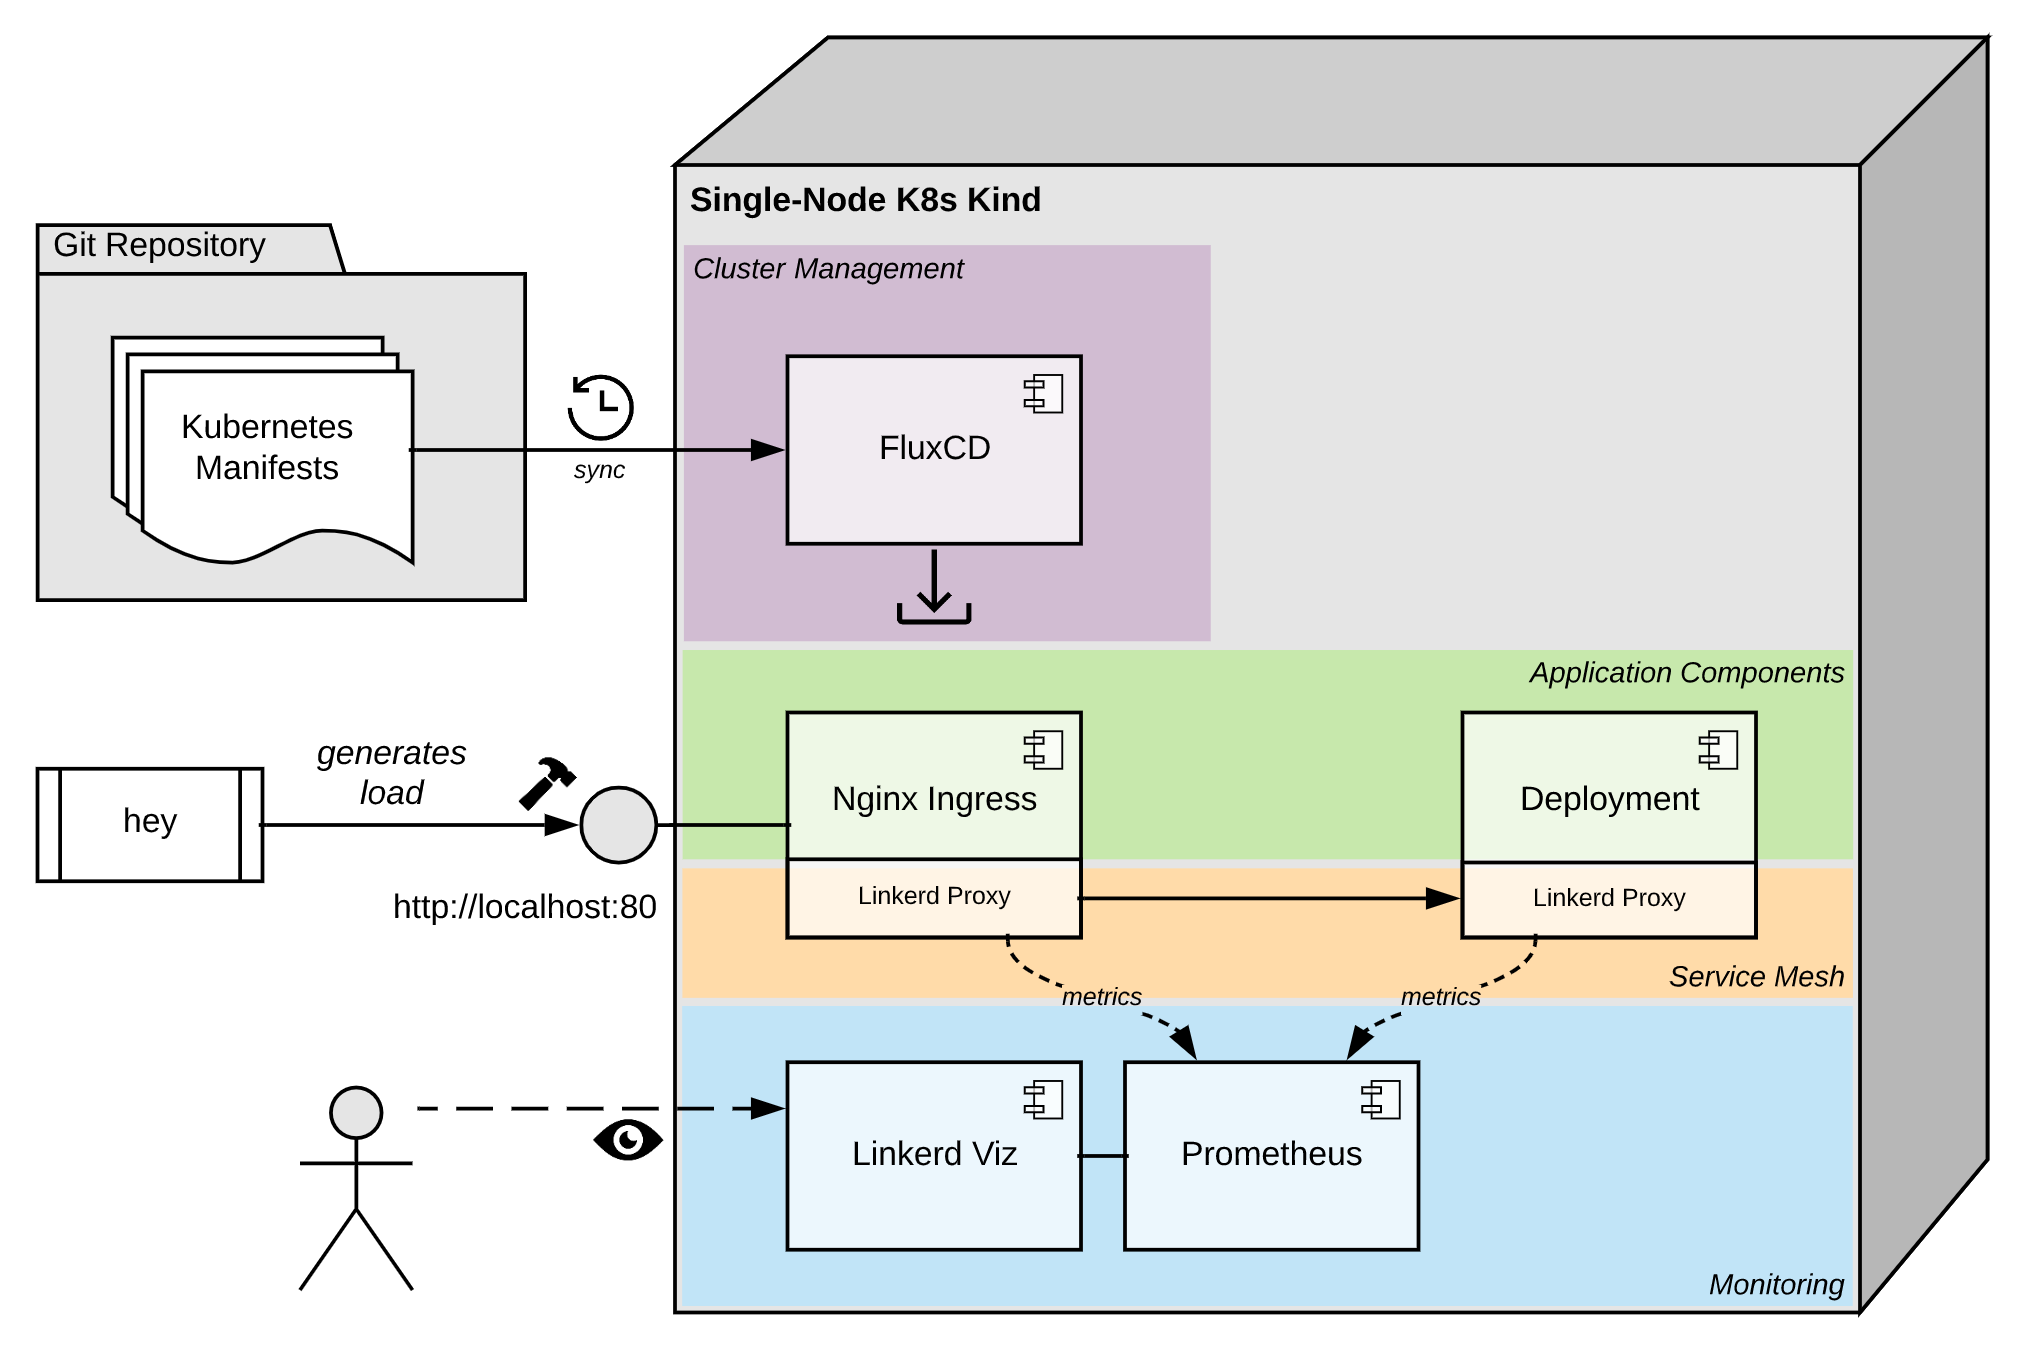 Single-Node K8s Kind
Git Repository
Cluster Management
Kubernetes
Manifests
sync
FluxCD
Application Components
generates
load
hey
http://localhost:80
Nginx Ingress
Deployment
Linkerd Proxy
Linkerd Proxy
Service Mesh
metrics
metrics
Linkerd Viz
Prometheus
Monitoring